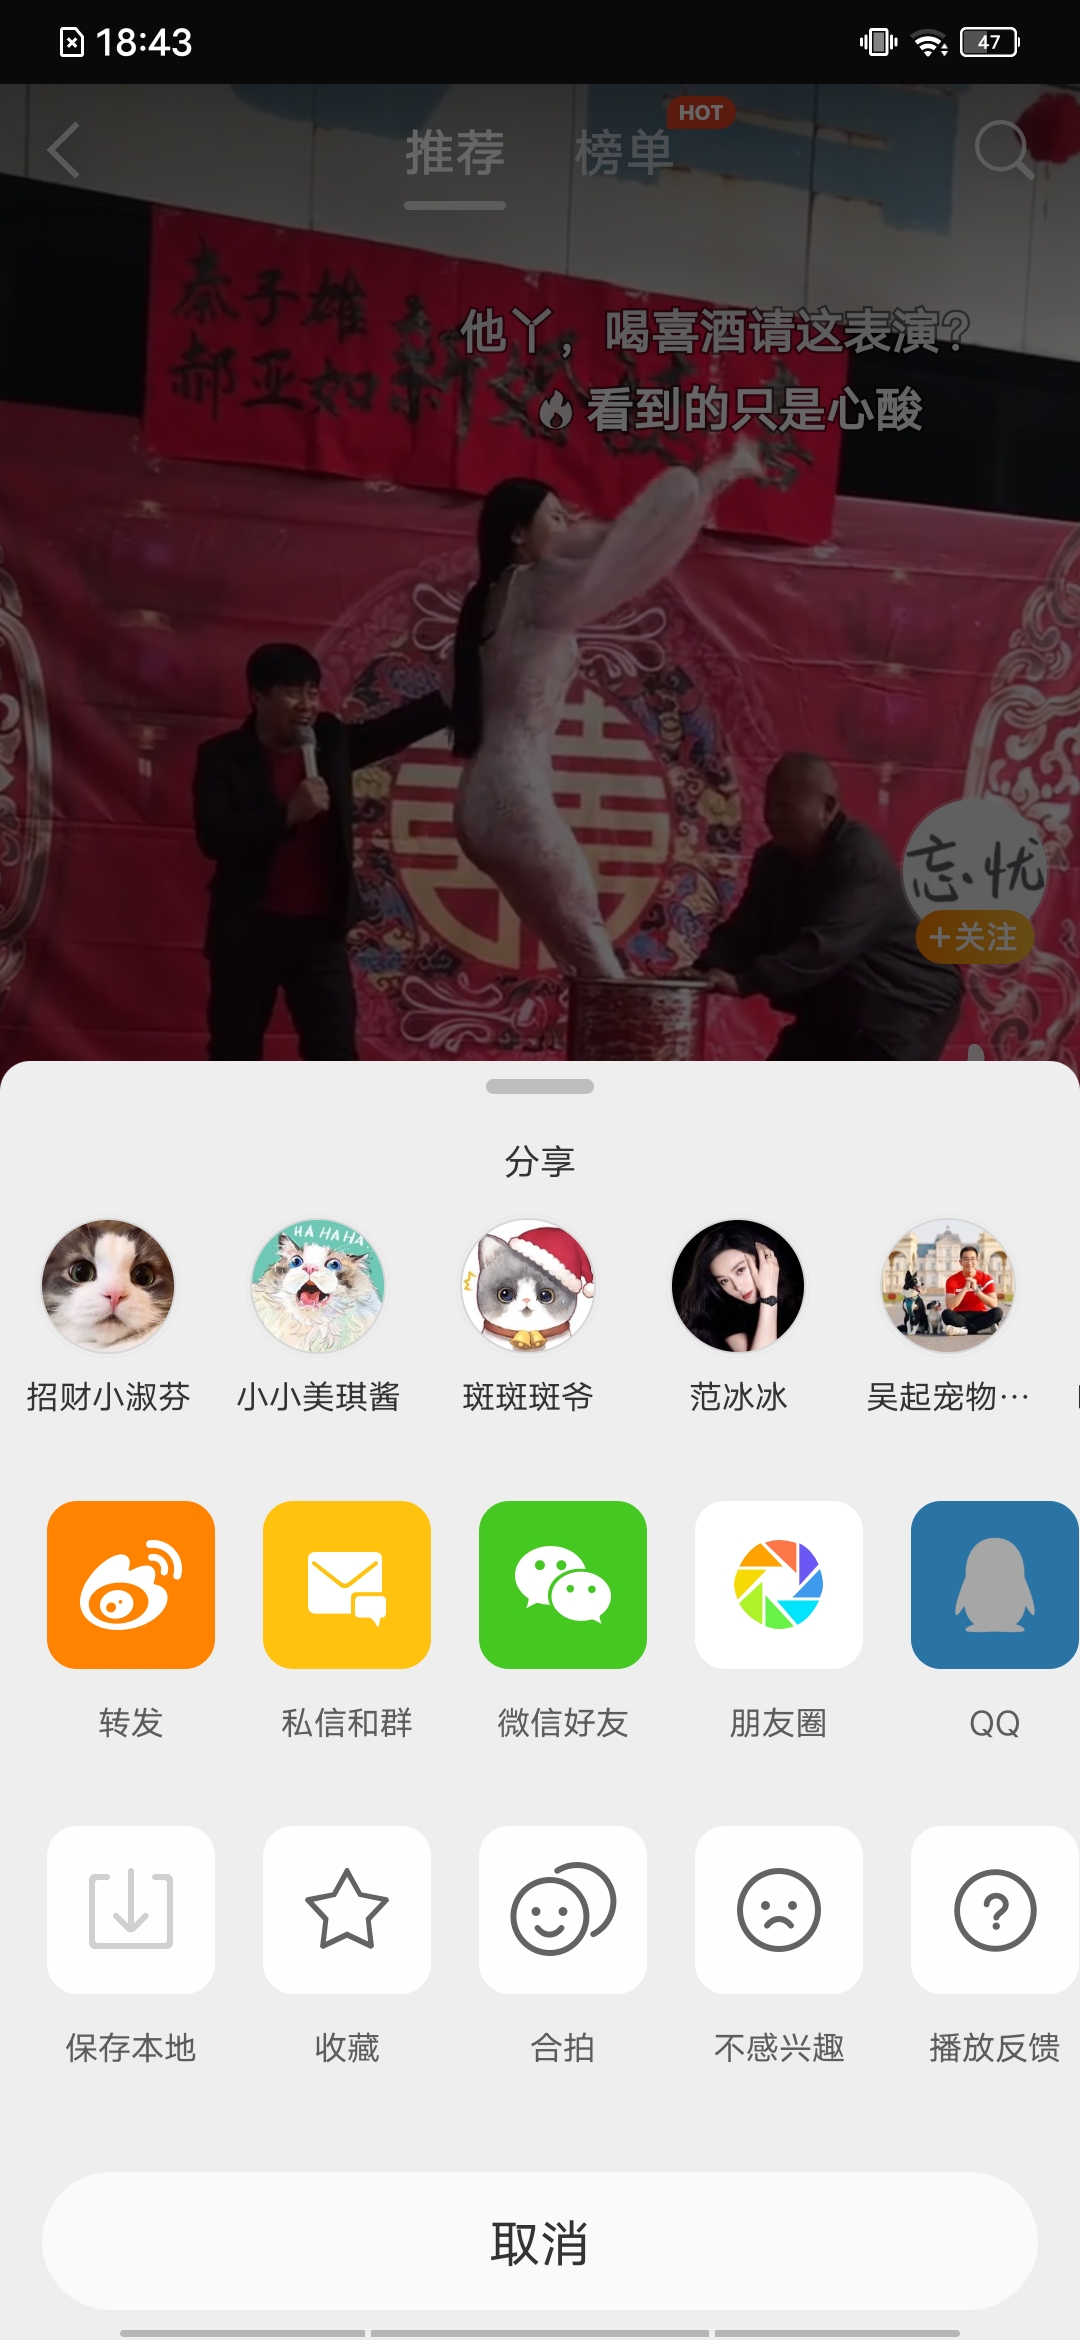 18:43
47
推荐
榜单
HOT
秦子雄
郝亚如
他丫，喝喜酒请这表演？
看到的只是心酸
忘忧
+关注
分享
HA HA HA
招财小淑芬
小小美琪酱
斑斑斑爷
范冰冰
吴起宠物…
转发
私信和群
微信好友
朋友圈
QQ
保存本地
收藏
合拍
不感兴趣
播放反馈
取消